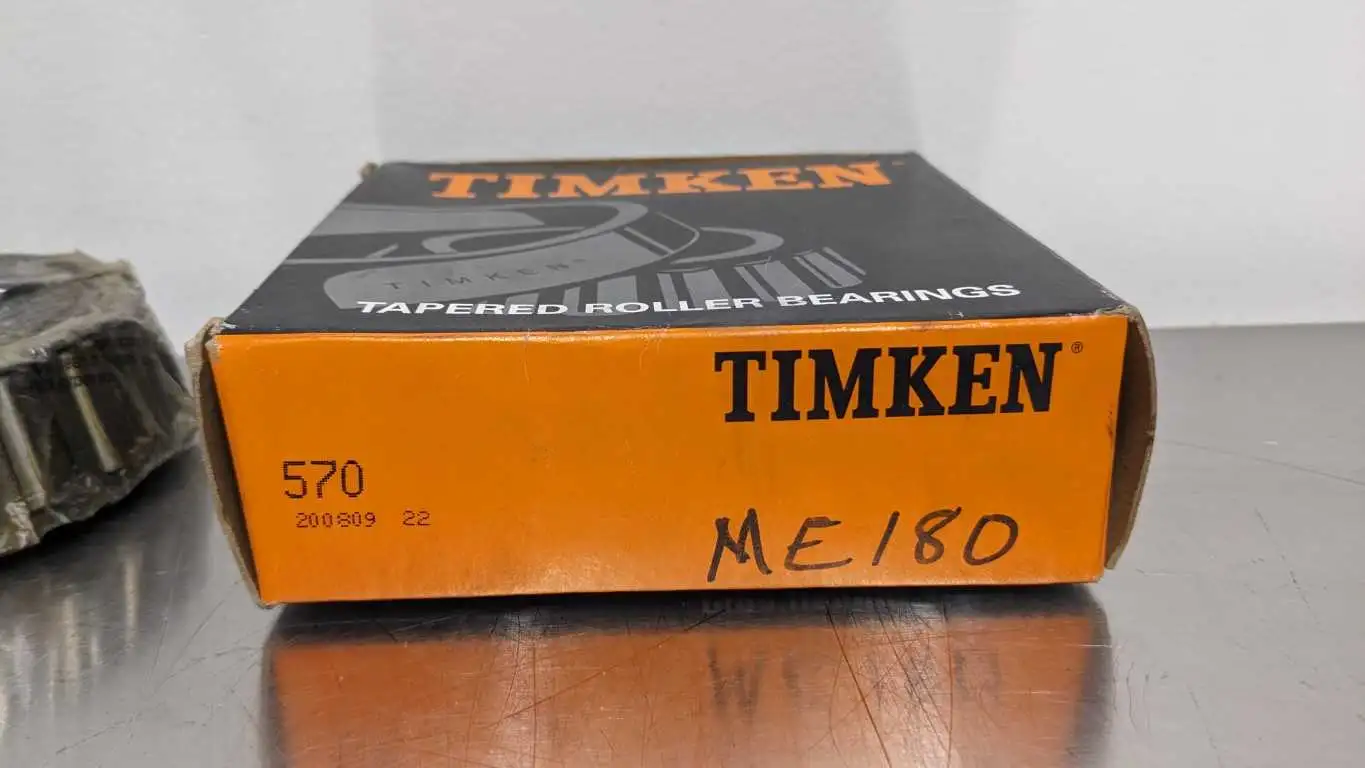 TIMKEN
TIMKEN®
TAPERED ROLLER BEARINGS
TIMKEN®
570
200809 22
ME180